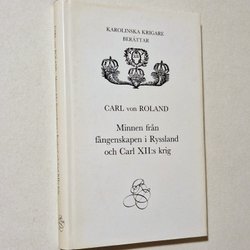 KAROLINSKA KRIGARE
BERÄTTAR
CARL von ROLAND
Minnen från
fångenskapen i Ryssland
och Carl XII:s krig